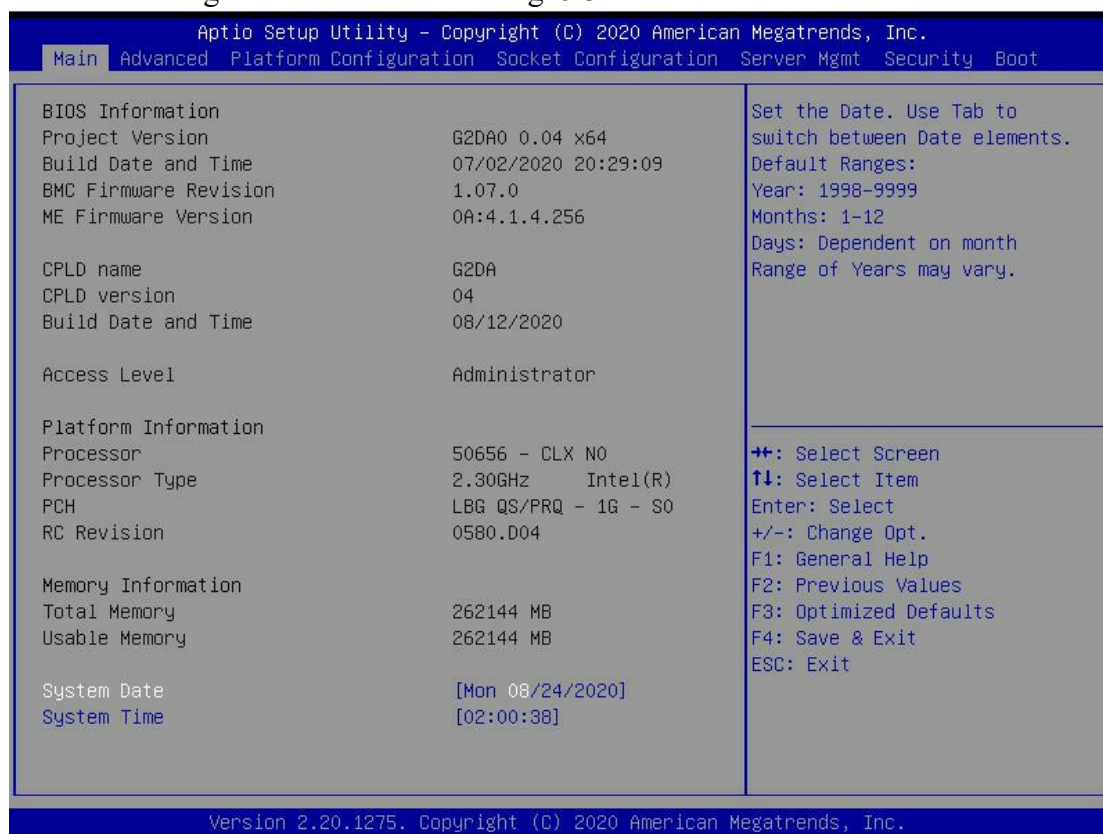 Aptio Setup Utility – Copyright (C) 2020 American Megatrends, Inc.
Main Advanced Platform Configuration Socket Configuration Server Mgmt Security Boot
BIOS Information
Project Version G2DA0 0.04 x64
Build Date and Time 07/02/2020 20:29:09
BMC Firmware Revision 1.07.0
ME Firmware Version 0A:4.1.4.256
CPLD name G2DA
CPLD version 04
Build Date and Time 08/12/2020
Access Level Administrator
Platform Information
Processor 50656 - CLX N0
Processor Type 2.30GHz Intel(R)
PCH LBG QS/PRQ - 1G - S0
RC Revision 0580.D04
Memory Information
Total Memory 262144 MB
Usable Memory 262144 MB
System Date [Mon 08/24/2020]
System Time [02:00:38]
Set the Date. Use Tab to
switch between Date elements.
Default Ranges:
Year: 1998-9999
Months: 1-12
Days: Dependent on month
Range of Years may vary.
→←: Select Screen
↑↓: Select Item
Enter: Select
+/-: Change Opt.
F1: General Help
F2: Previous Values
F3: Optimized Defaults
F4: Save & Exit
ESC: Exit
Version 2.20.1275. Copyright (C) 2020 American Megatrends, Inc.